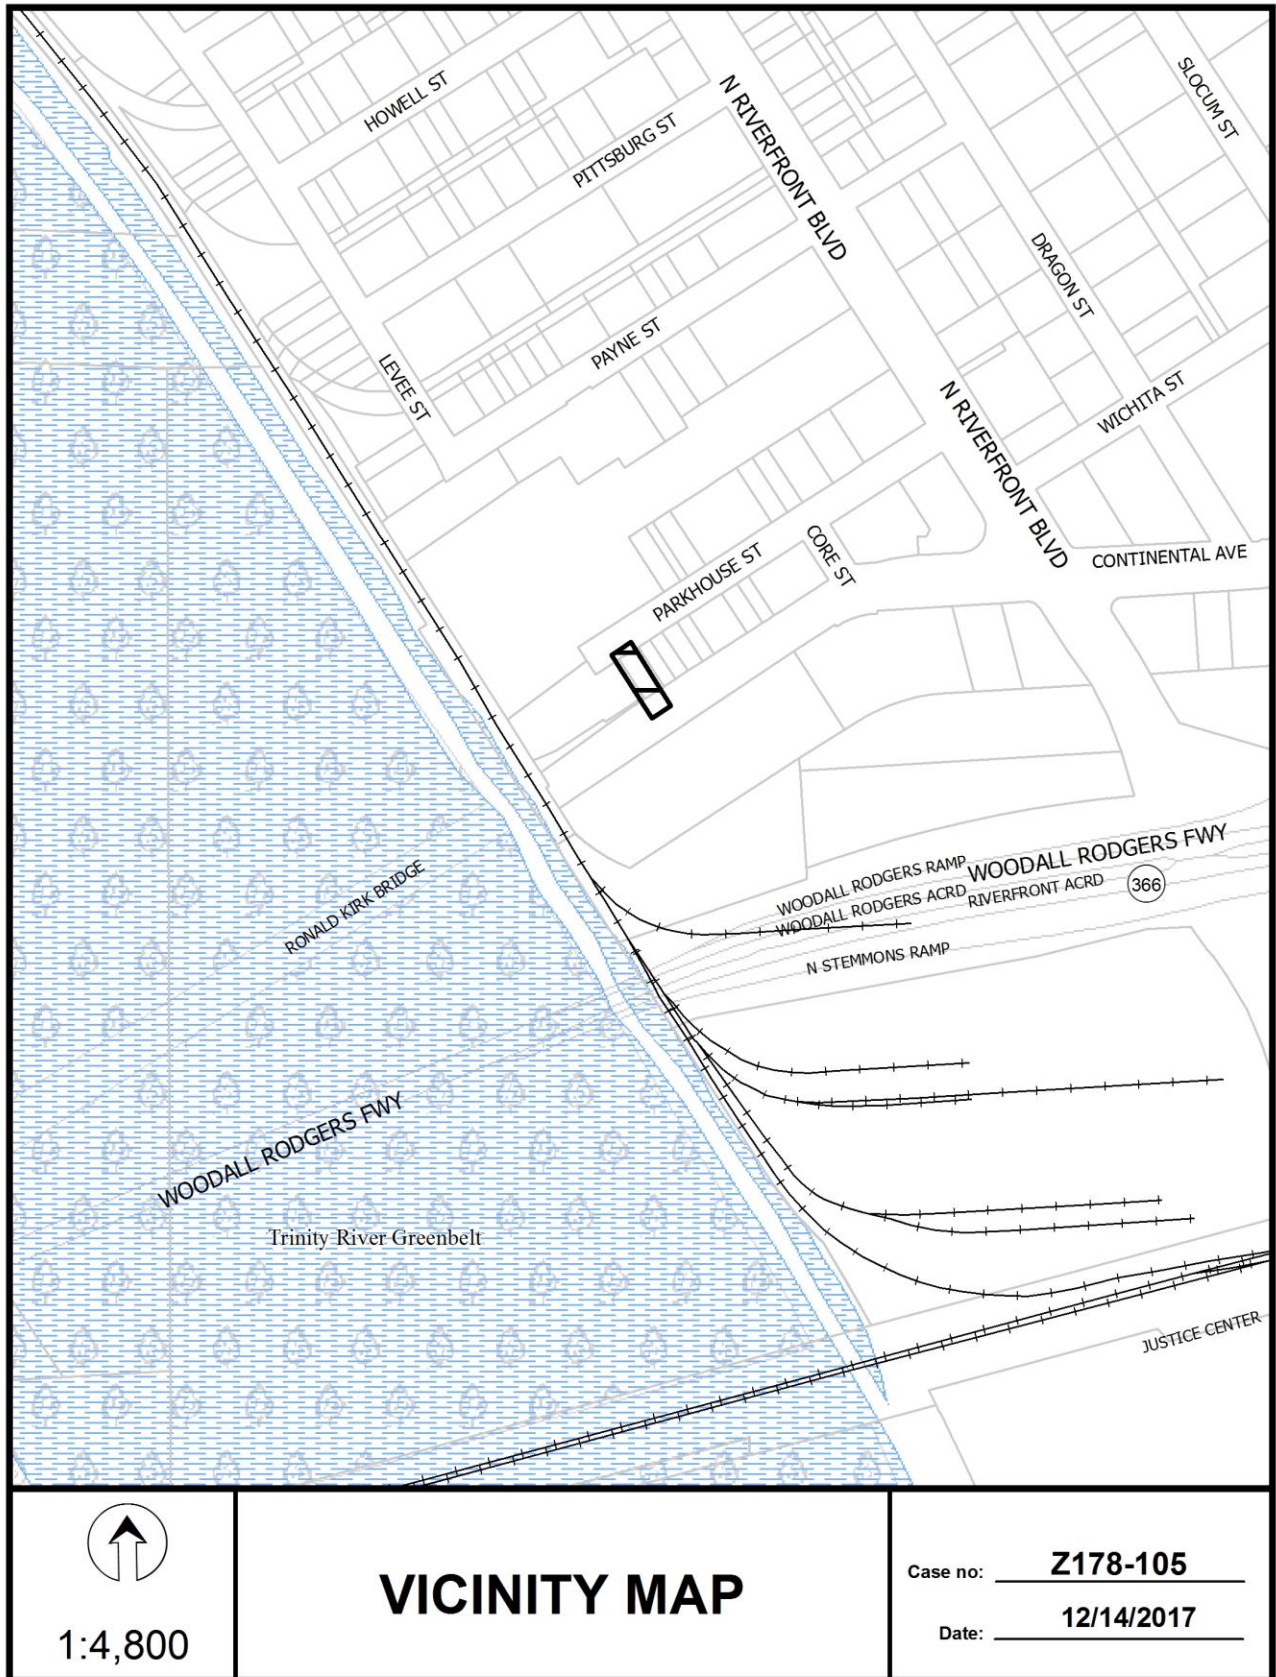 HOWELL ST
PITTSBURG ST
N RIVERFRONT BLVD
SLOCUM ST
DRAGON ST
PAYNE ST
LEVEE ST
WICHITA ST
N RIVERFRONT BLVD
PARKHOUSE ST
CORE ST
CONTINENTAL AVE
WOODALL RODGERS RAMP
WOODALL RODGERS FWY
WOODALL RODGERS ACRD
RIVERFRONT ACRD
366
RONALD KIRK BRIDGE
N STEMMONS RAMP
WOODALL RODGERS FWY
Trinity River Greenbelt
JUSTICE CENTER
1:4,800
VICINITY MAP
Case no: Z178-105
Date: 12/14/2017